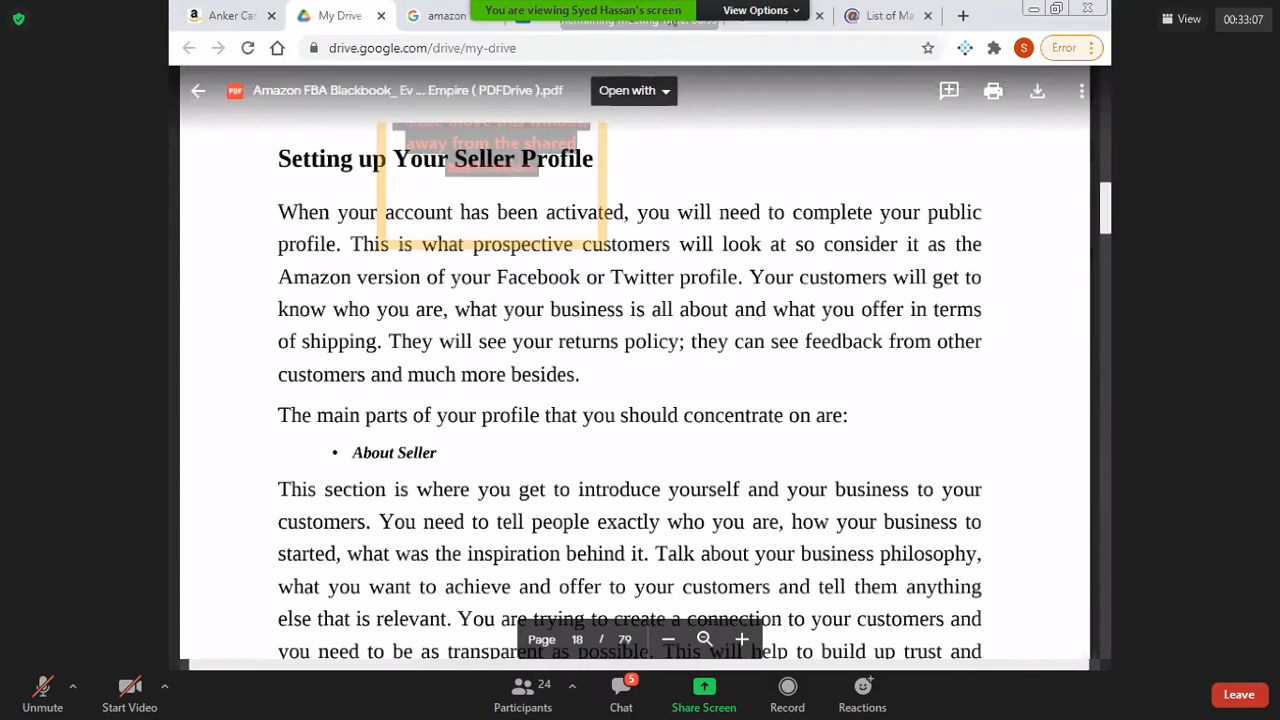 Anker Car
My Drive
amazon
You are viewing Syed Hassan's screen
View Options
List of Ma
View
00:33:07
drive.google.com/drive/my-drive
S
Error
PDF
Amazon FBA Blackbook_ Ev ... Empire ( PDFDrive ).pdf
Open with
away from the shared
Setting up Your Seller Profile
When your account has been activated, you will need to complete your public
profile. This is what prospective customers will look at so consider it as the
Amazon version of your Facebook or Twitter profile. Your customers will get to
know who you are, what your business is all about and what you offer in terms
of shipping. They will see your returns policy; they can see feedback from other
customers and much more besides.
The main parts of your profile that you should concentrate on are:
• About Seller
This section is where you get to introduce yourself and your business to your
customers. You need to tell people exactly who you are, how your business to
started, what was the inspiration behind it. Talk about your business philosophy,
what you want to achieve and offer to your customers and tell them anything
else that is relevant. You are trying to create a connection to your customers and
you need to be as transparent as possible. This will help to build up trust and
Page 18 / 79
Unmute
Start Video
24
Participants
5
Chat
Share Screen
Record
Reactions
Leave